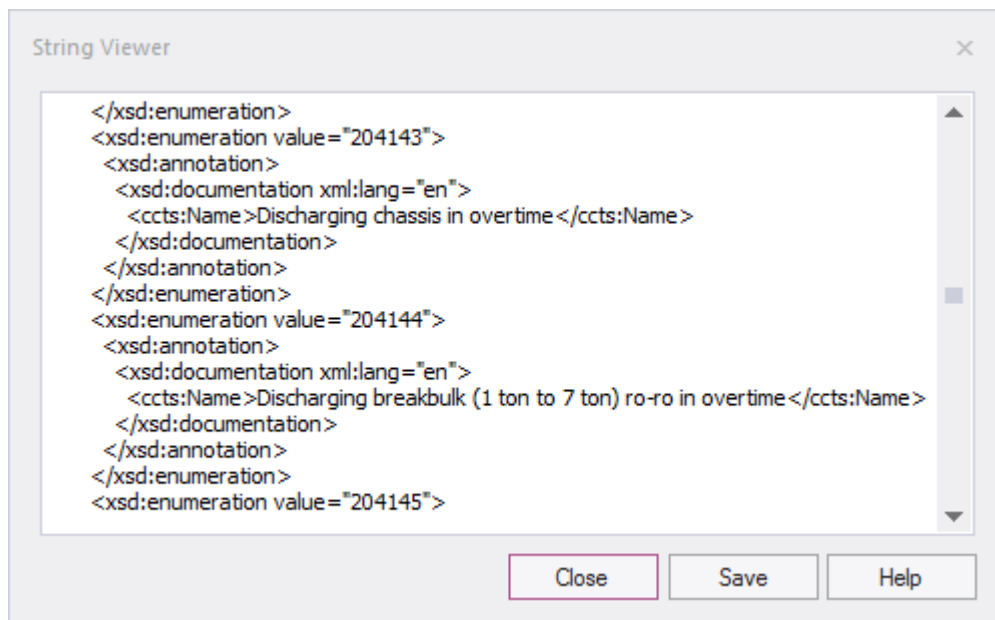 String Viewer
</xsd:enumeration>
<xsd:enumeration value="204143">
<xsd:annotation>
<xsd:documentation xml:lang="en">
<ccts:Name>Discharging chassis in overtime</ccts:Name>
</xsd:documentation>
</xsd:annotation>
</xsd:enumeration>
<xsd:enumeration value="204144">
<xsd:annotation>
<xsd:documentation xml:lang="en">
<ccts:Name>Discharging breakbulk (1 ton to 7 ton) ro-ro in overtime</ccts:Name>
</xsd:documentation>
</xsd:annotation>
</xsd:enumeration>
<xsd:enumeration value="204145">
Close Save Help